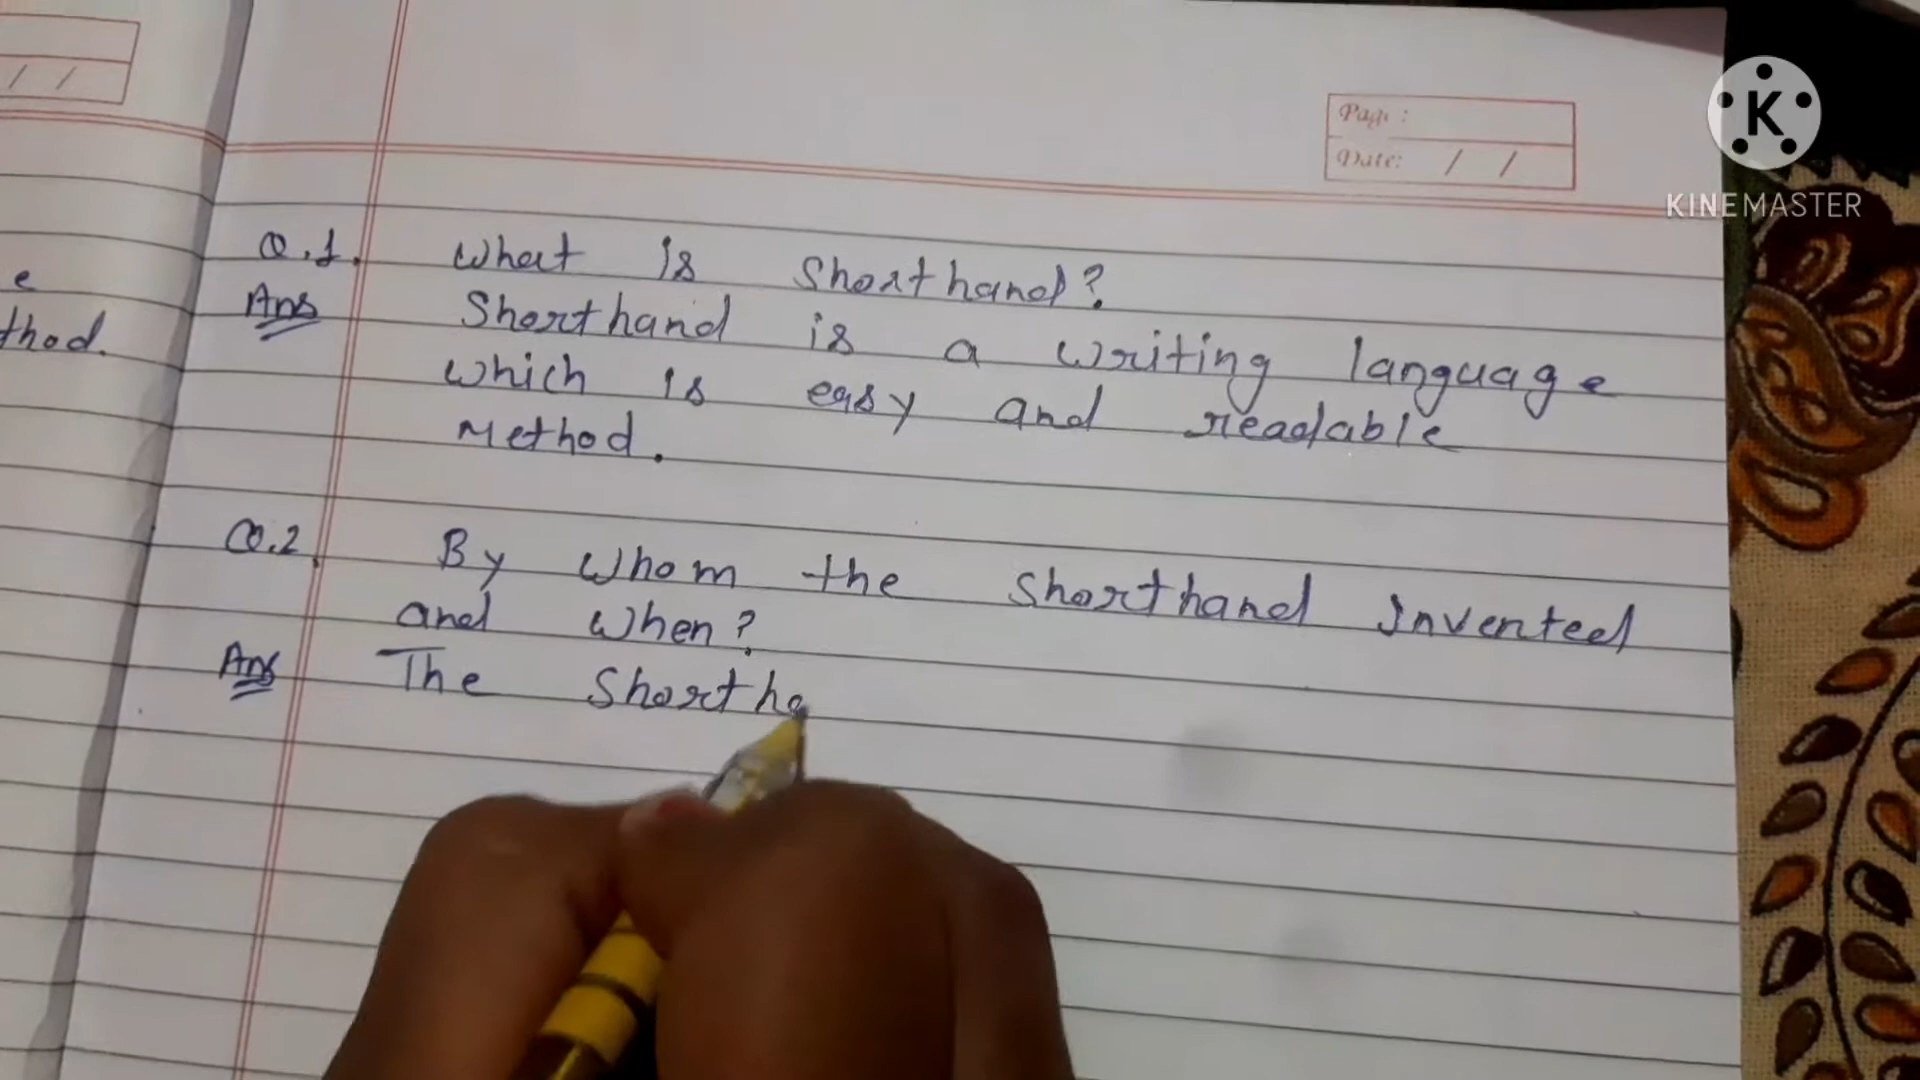 Page :
Date: / /
K
KINEMASTER
/ /
e
thod.
Q.1. What is Shorthand?
Ans Shorthand is a writing language
which is easy and readable
Method.
Q.2. By Whom the Shorthand Invented
and When?
Ans The Shortha